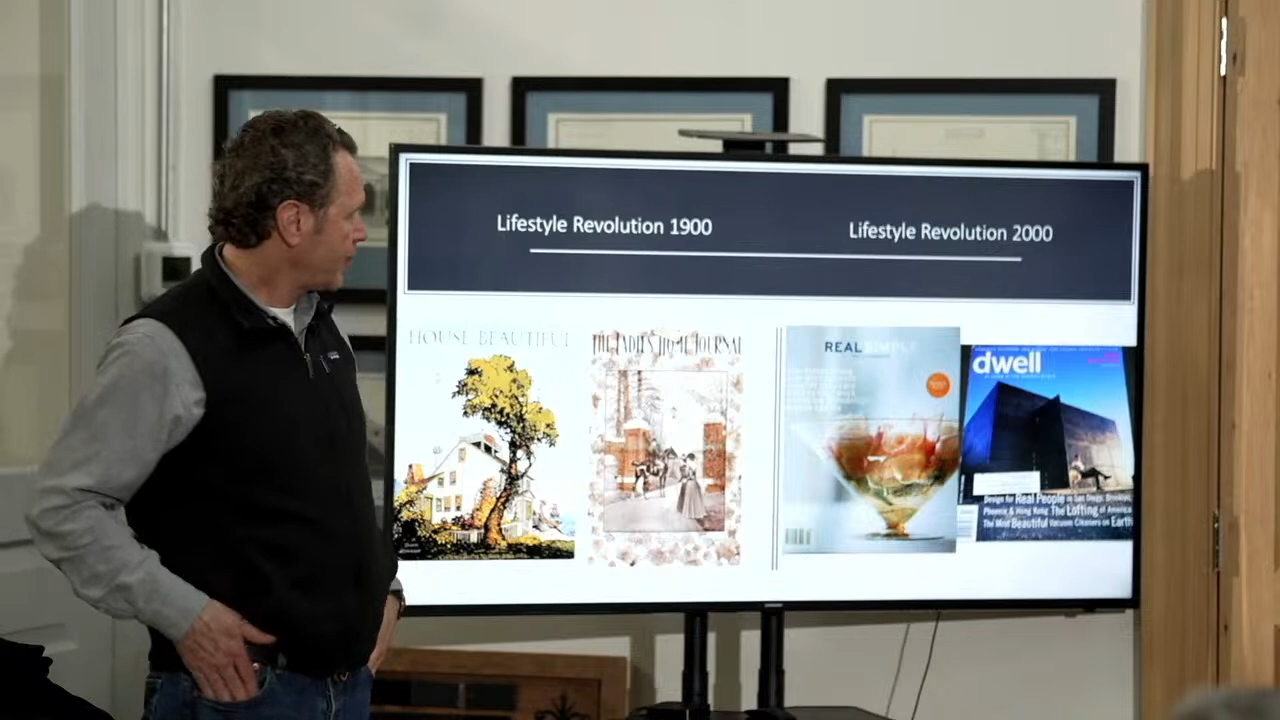 Lifestyle Revolution 1900
Lifestyle Revolution 2000
HOUSE BEAUTIFUL
THE LADIES HOME JOURNAL
REAL SIMPLE
dwell
Design for Real People in San Diego, Brooklyn,
Phoenix & Hong Kong The Lofting of America
The Most Beautiful Vacuum Cleaners on Earth